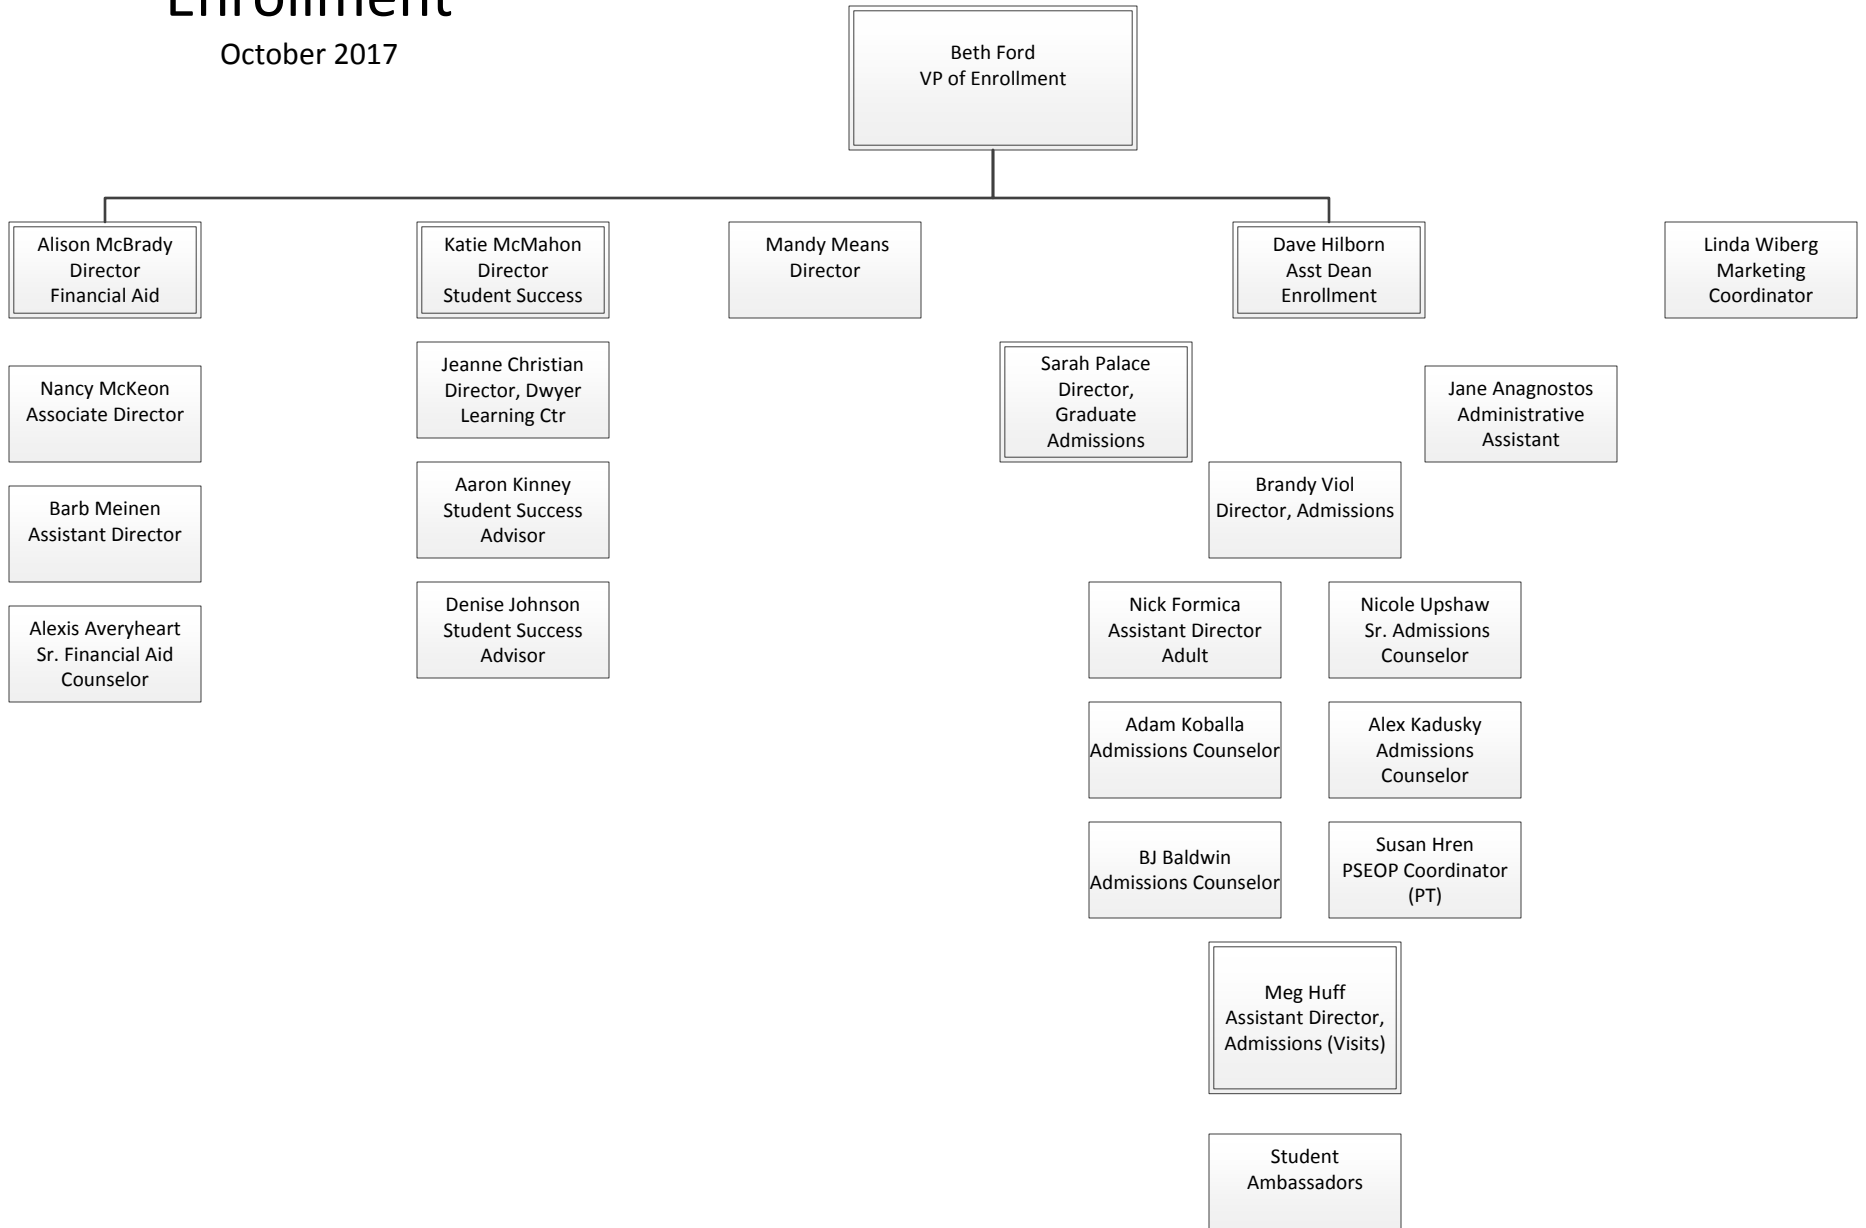 Enrollment
October 2017
Beth Ford
VP of Enrollment
Alison McBrady
Director
Financial Aid
Katie McMahon
Director
Student Success
Mandy Means
Director
Dave Hilborn
Asst Dean
Enrollment
Linda Wiberg
Marketing
Coordinator
Nancy McKeon
Associate Director
Jeanne Christian
Director, Dwyer
Learning Ctr
Sarah Palace
Director,
Graduate
Admissions
Jane Anagnostos
Administrative
Assistant
Barb Meinen
Assistant Director
Aaron Kinney
Student Success
Advisor
Brandy Viol
Director, Admissions
Alexis Averyheart
Sr. Financial Aid
Counselor
Denise Johnson
Student Success
Advisor
Nick Formica
Assistant Director
Adult
Nicole Upshaw
Sr. Admissions
Counselor
Adam Koballa
Admissions Counselor
Alex Kadusky
Admissions
Counselor
BJ Baldwin
Admissions Counselor
Susan Hren
PSEOP Coordinator
(PT)
Meg Huff
Assistant Director,
Admissions (Visits)
Student
Ambassadors